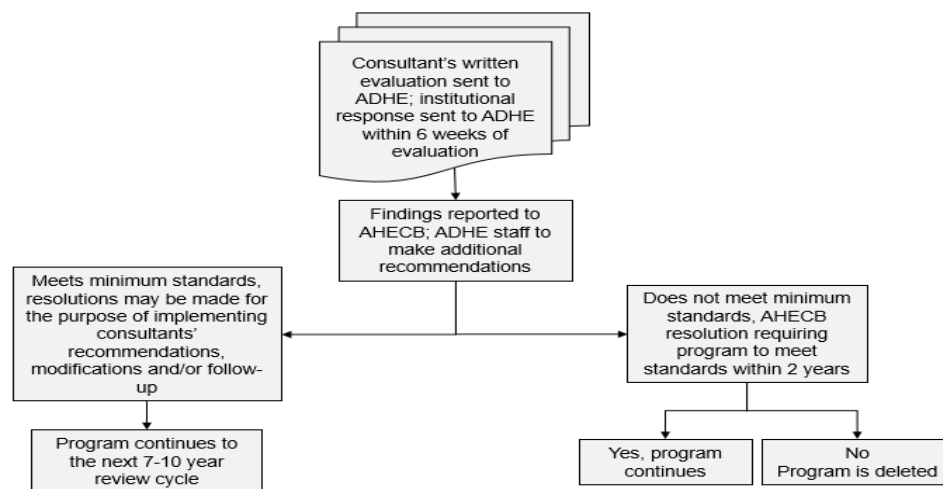 Consultant's written
evaluation sent to
ADHE; institutional
response sent to ADHE
within 6 weeks of
evaluation
Findings reported to
AHECB; ADHE staff to
make additional
recommendations
Meets minimum standards,
resolutions may be made for
the purpose of implementing
consultants'
recommendations,
modifications and/or follow-
up
Does not meet minimum
standards, AHECB
resolution requiring
program to meet
standards within 2 years
Program continues to
the next 7-10 year
review cycle
Yes, program
continues
No
Program is deleted